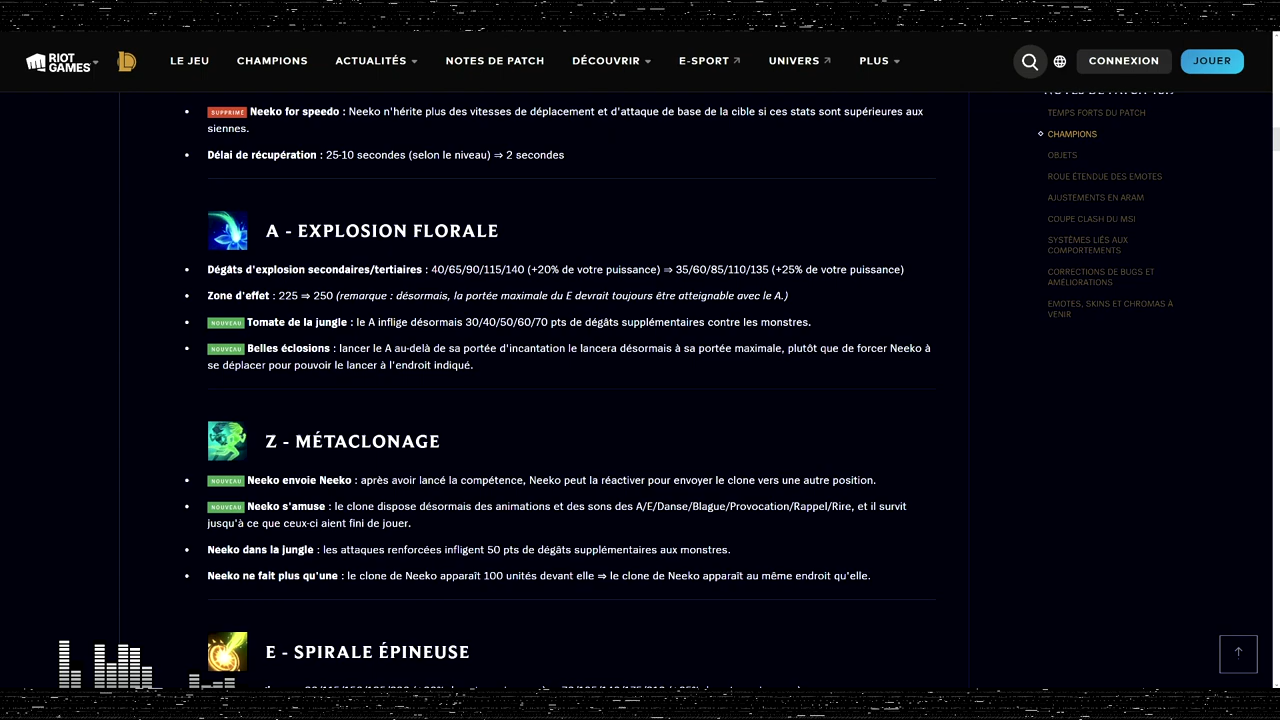 RIOT GAMES
LE JEU
CHAMPIONS
ACTUALITÉS
NOTES DE PATCH
DÉCOUVRIR
E-SPORT
UNIVERS
PLUS
CONNEXION
JOUER
SUPPRIMÉ Neeko for speedo : Neeko n'hérite plus des vitesses de déplacement et d'attaque de base de la cible si ces stats sont supérieures aux
siennes.
Délai de récupération : 25-10 secondes (selon le niveau) ⇒ 2 secondes
A - EXPLOSION FLORALE
Dégâts d'explosion secondaires/tertiaires : 40/65/90/115/140 (+20% de votre puissance) ⇒ 35/60/85/110/135 (+25% de votre puissance)
Zone d'effet : 225 ⇒ 250 (remarque : désormais, la portée maximale du E devrait toujours être atteignable avec le A.)
NOUVEAU Tomate de la jungle : le A inflige désormais 30/40/50/60/70 pts de dégâts supplémentaires contre les monstres.
NOUVEAU Belles éclosions : lancer le A au-delà de sa portée d'incantation le lancera désormais à sa portée maximale, plutôt que de forcer Neeko à
se déplacer pour pouvoir le lancer à l'endroit indiqué.
Z - MÉTACLONAGE
NOUVEAU Neeko envoie Neeko : après avoir lancé la compétence, Neeko peut la réactiver pour envoyer le clone vers une autre position.
NOUVEAU Neeko s'amuse : le clone dispose désormais des animations et des sons des A/E/Danse/Blague/Provocation/Rappel/Rire, et il survit
jusqu'à ce que ceux-ci aient fini de jouer.
Neeko dans la jungle : les attaques renforcées infligent 50 pts de dégâts supplémentaires aux monstres.
Neeko ne fait plus qu'une : le clone de Neeko apparaît 100 unités devant elle ⇒ le clone de Neeko apparaît au même endroit qu'elle.
E - SPIRALE ÉPINEUSE
TEMPS FORTS DU PATCH
CHAMPIONS
OBJETS
ROUE ÉTENDUE DES EMOTES
AJUSTEMENTS EN ARAM
COUPE CLASH DU MSI
SYSTÈMES LIÉS AUX
COMPORTEMENTS
CORRECTIONS DE BUGS ET
AMÉLIORATIONS
EMOTES, SKINS ET CHROMAS À
VENIR